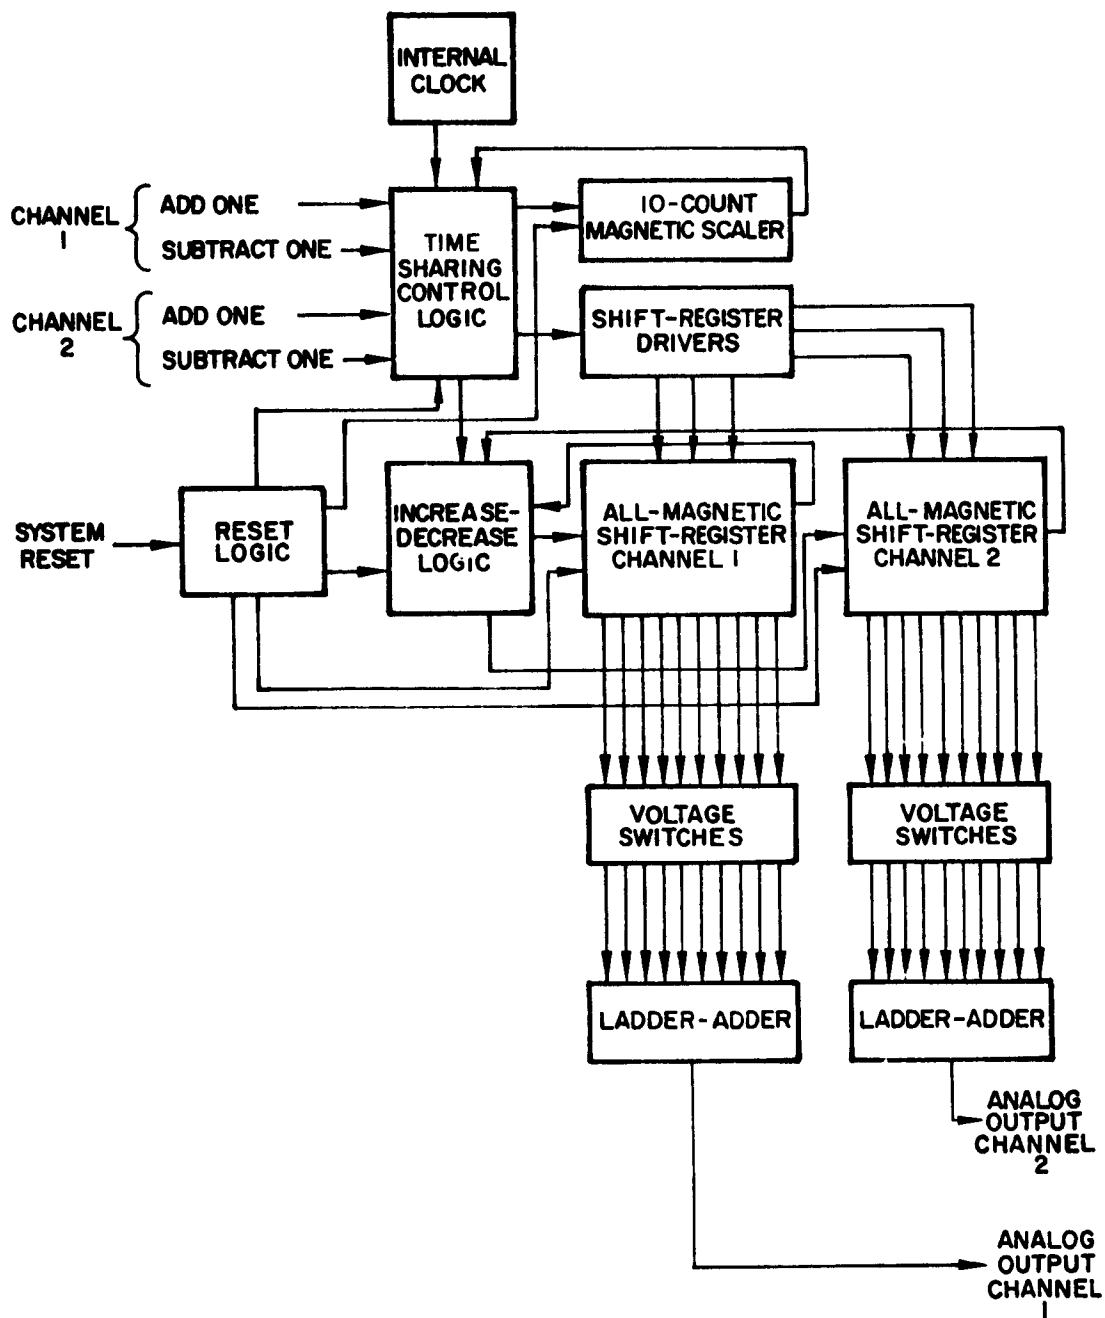 INTERNAL
CLOCK
CHANNEL
1
ADD ONE
SUBTRACT ONE
CHANNEL
2
ADD ONE
SUBTRACT ONE
TIME
SHARING
CONTROL
LOGIC
10-COUNT
MAGNETIC SCALER
SHIFT-REGISTER
DRIVERS
SYSTEM
RESET
RESET
LOGIC
INCREASE-
DECREASE
LOGIC
ALL-MAGNETIC
SHIFT-REGISTER
CHANNEL 1
ALL-MAGNETIC
SHIFT-REGISTER
CHANNEL 2
VOLTAGE
SWITCHES
VOLTAGE
SWITCHES
LADDER-ADDER
LADDER-ADDER
ANALOG
OUTPUT
CHANNEL
2
ANALOG
OUTPUT
CHANNEL
1